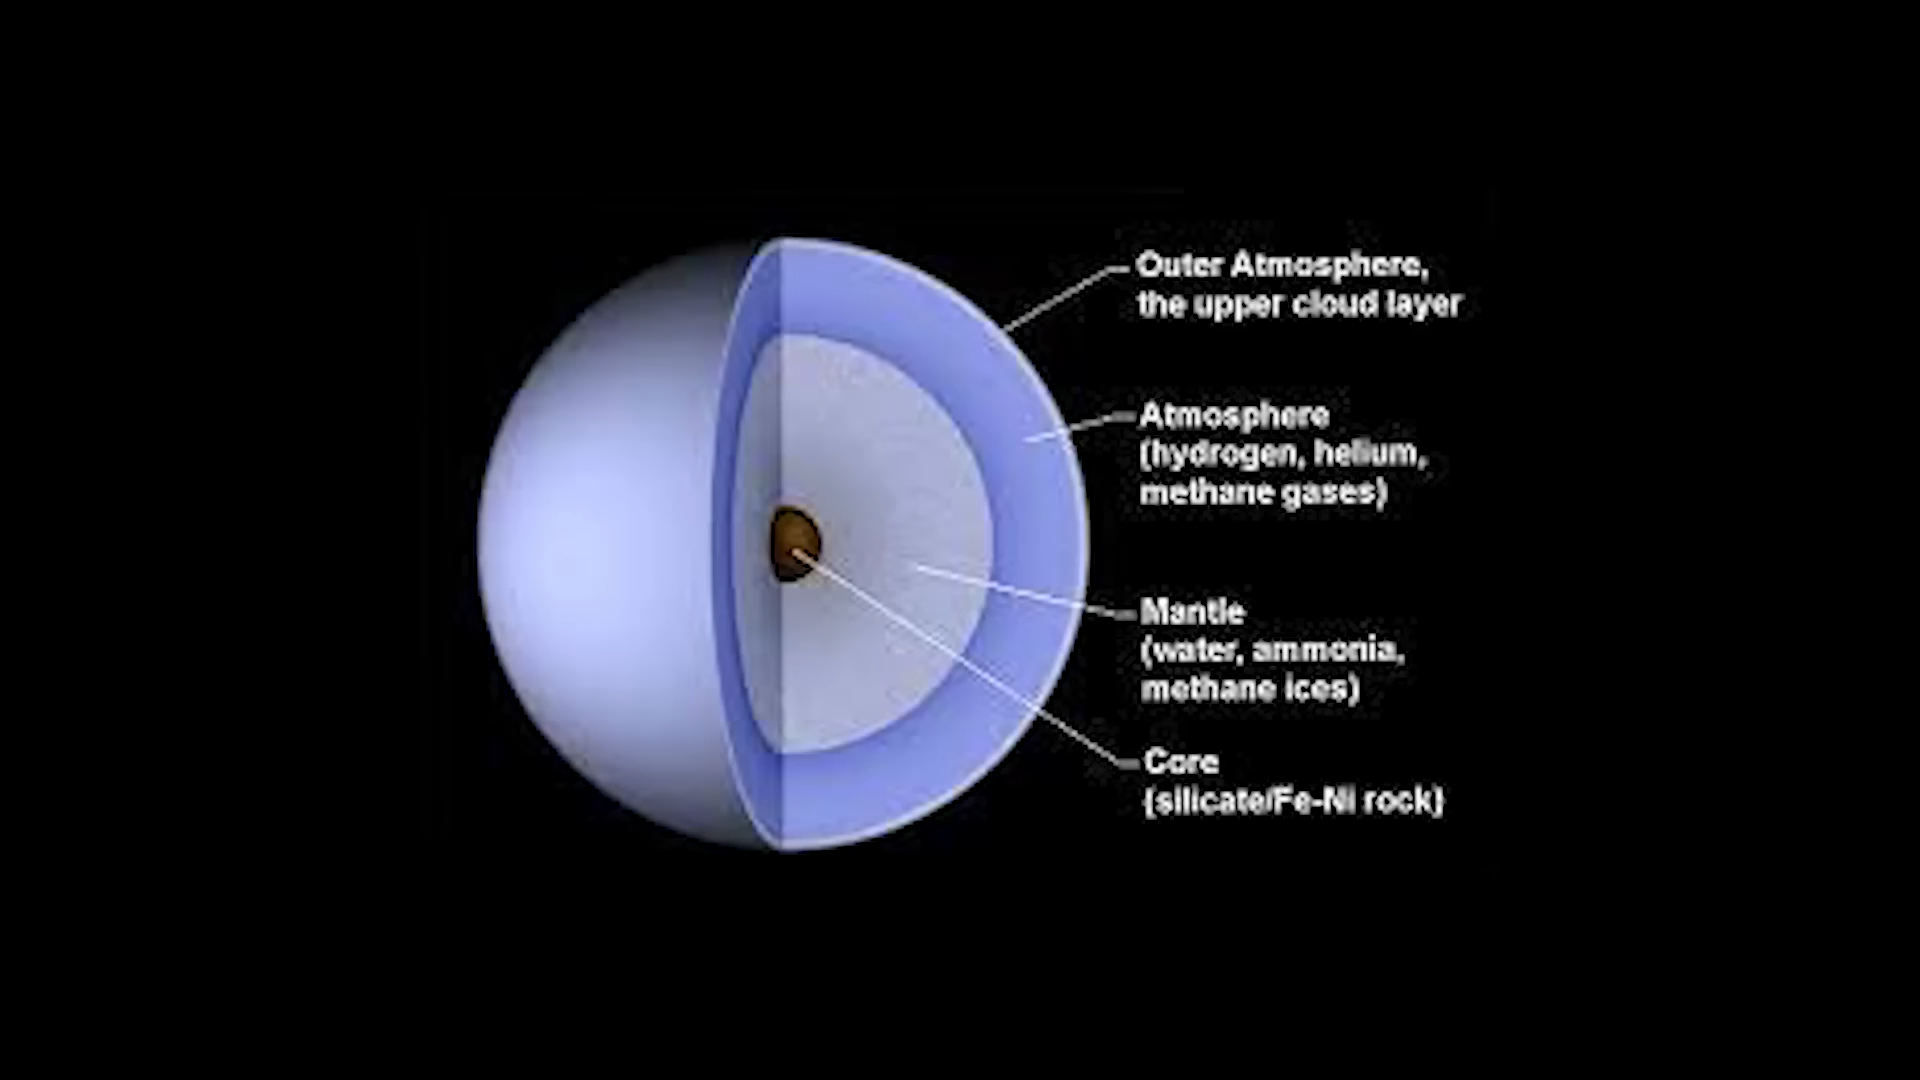 Outer Atmosphere,
the upper cloud layer
Atmosphere
(hydrogen, helium,
methane gases)
Mantle
(water, ammonia,
methane ices)
Core
(silicate/Fe-Ni rock)